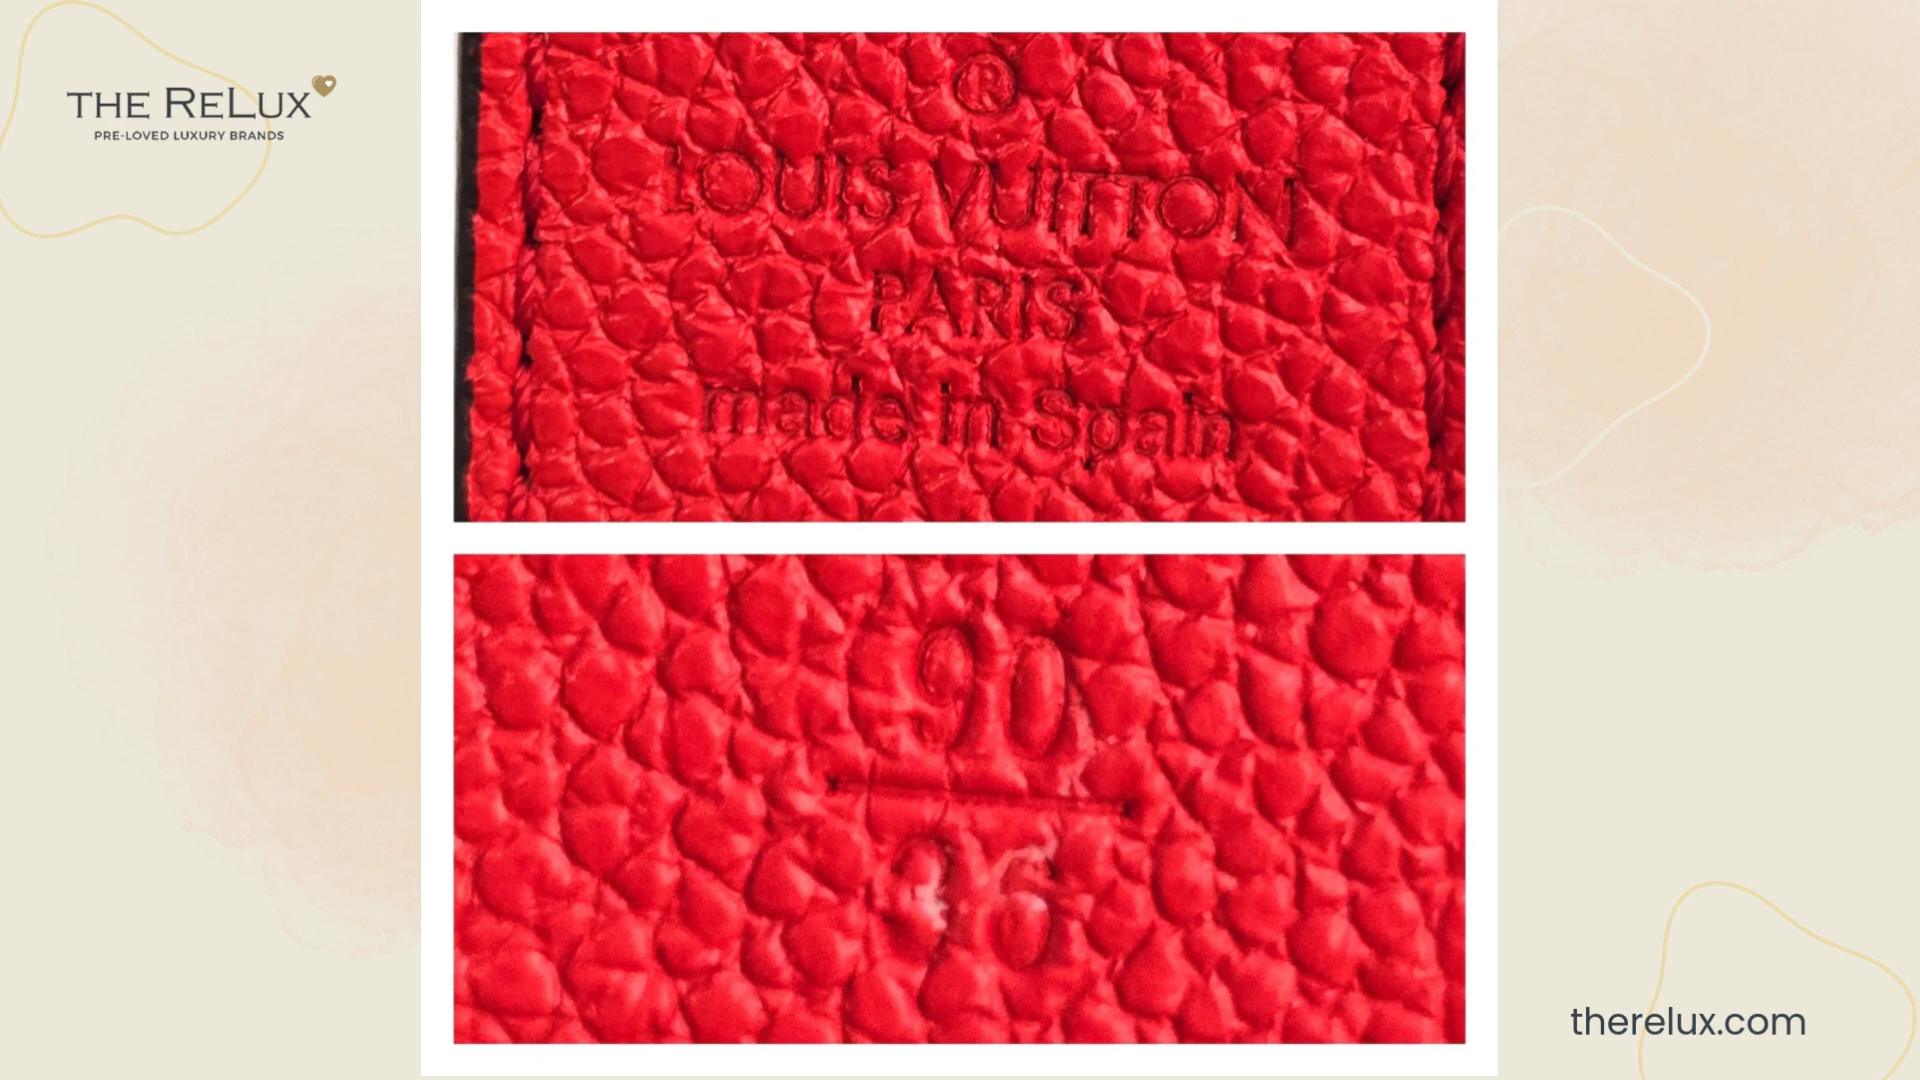 THE RELUX
PRE-LOVED LUXURY BRANDS
®
LOUIS VUITTON
PARIS
made in Spain
90
36
therelux.com